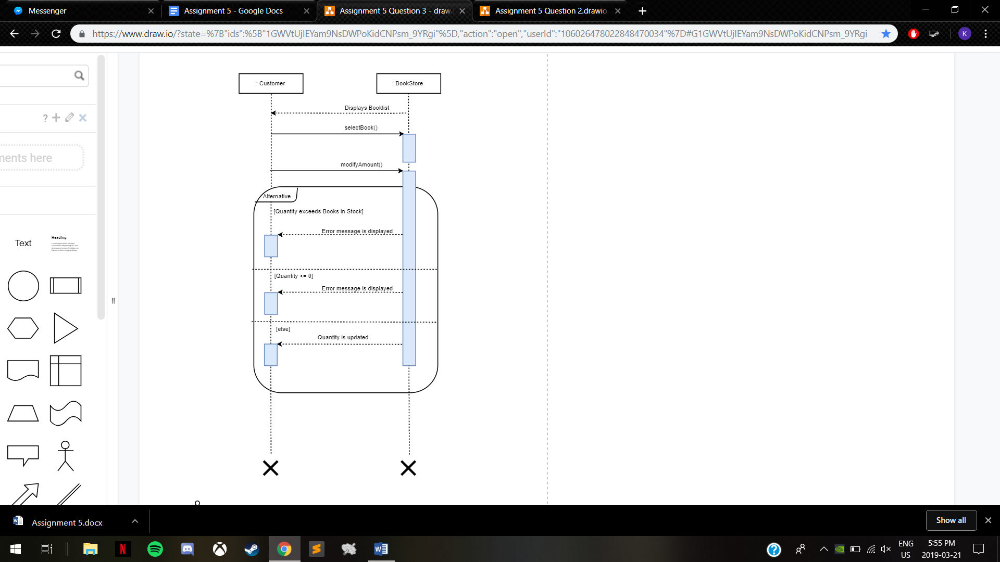 Messenger
Assignment 5 - Google Docs
Assignment 5 Question 3 - draw.
Assignment 5 Question 2.drawio
https://www.draw.io/?state=%7B"ids":%5B"1GWVtUjIEYam9NsDWPoKidCNPsm_9YRgi"%5D,"action":"open","userId":"106026478022848470034"%7D#G1GWVtUjIEYam9NsDWPoKidCNPsm_9YRgi
K
: Customer
: BookStore
Displays Booklist
?
selectBook()
ments here
modifyAmount()
Alternative
[Quantity exceeds Books in Stock]
Error message is displayed
Text
Heading
[Quantity <= 0]
Error message is displayed
[else]
Quantity is updated
Assignment 5.docx
Show all
N
W
?
ENG
US
5:55 PM
2019-03-21